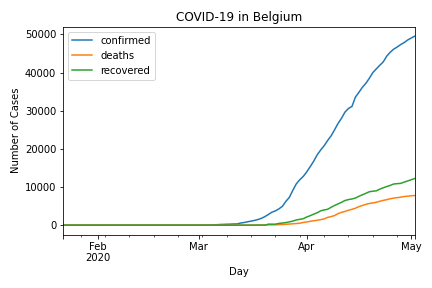 COVID-19 in Belgium
confirmed
deaths
recovered
50000
40000
30000
20000
10000
0
Number of Cases
Feb
2020
Mar
Apr
May
Day